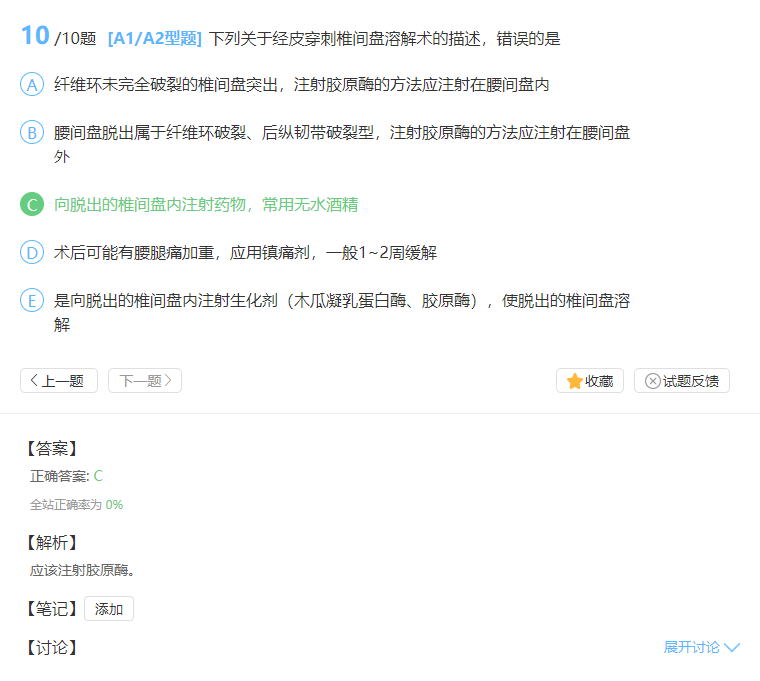 10 /10题 [A1/A2型题] 下列关于经皮穿刺椎间盘溶解术的描述，错误的是
A 纤维环未完全破裂的椎间盘突出，注射胶原酶的方法应注射在腰间盘内
B 腰间盘脱出属于纤维环破裂、后纵韧带破裂型，注射胶原酶的方法应注射在腰间盘
外
C 向脱出的椎间盘内注射药物，常用无水酒精
D 术后可能有腰腿痛加重，应用镇痛剂，一般1~2周缓解
E 是向脱出的椎间盘内注射生化剂（木瓜凝乳蛋白酶、胶原酶），使脱出的椎间盘溶
解
上一题 下一题 收藏 试题反馈
【答案】
正确答案: C
全站正确率为 0%
【解析】
应该注射胶原酶。
【笔记】 添加
【讨论】 展开讨论